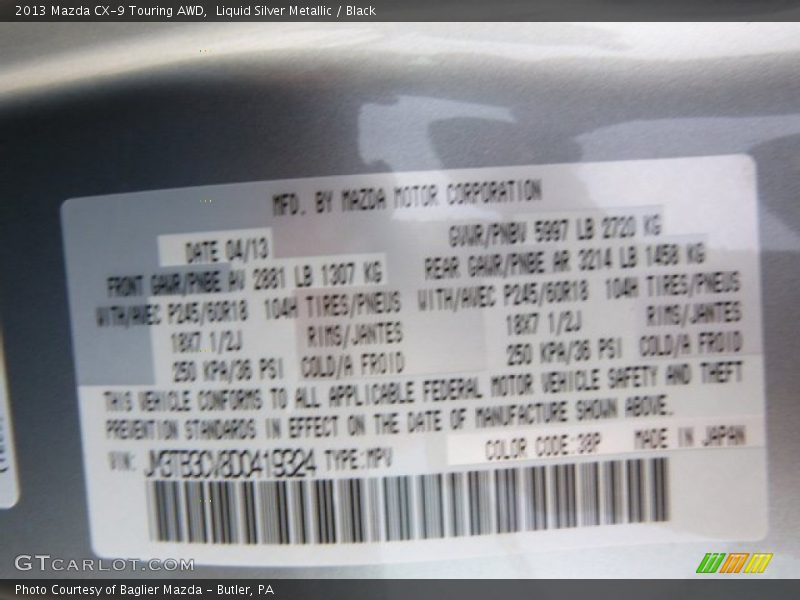 2013 Mazda CX-9 Touring AWD, Liquid Silver Metallic / Black
MFD. BY MAZDA MOTOR CORPORATION
DATE 04/13 GVWR/PNBV 5997 LB 2720 KG
FRONT GAWR/PNBE AV 2881 LB 1307 KG REAR GAWR/PNBE AR 3214 LB 1458 KG
WITH/AVEC P245/60R18 104H TIRES/PNEUS WITH/AVEC P245/60R18 104H TIRES/PNEUS
18X7 1/2J RIMS/JANTES 18X7 1/2J RIMS/JANTES
250 KPA/36 PSI COLD/A FROID 250 KPA/36 PSI COLD/A FROID
THIS VEHICLE CONFORMS TO ALL APPLICABLE FEDERAL MOTOR VEHICLE SAFETY AND THEFT
PREVENTION STANDARDS IN EFFECT ON THE DATE OF MANUFACTURE SHOWN ABOVE.
COLOR CODE:38P MADE IN JAPAN
VIN: JM3TB3CV8D0419324 TYPE:MPV
GTCARLOT.COM
Photo Courtesy of Baglier Mazda - Butler, PA